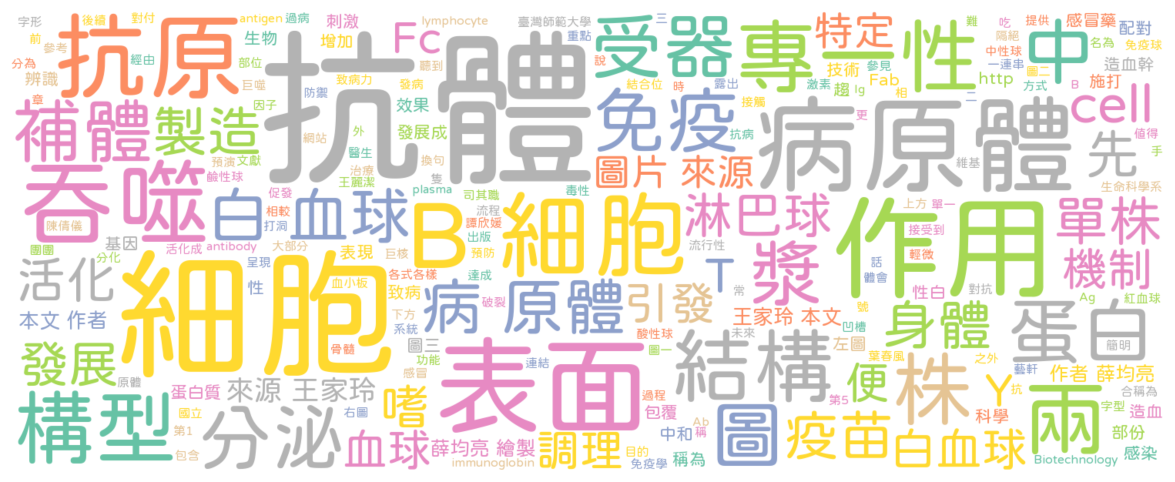 抗體
細胞
抗原
病原體
作用
表面
B 細胞
吞噬
受器
專一性
中
構型
兩
結構
分泌
漿
圖
株
蛋白
免疫
補體
製造
白血球
淋巴球
單株
機制
先
cell
特定
Fc
圖片 來源
T
活化
發展
病 原體
引發
身體
便
Y
疫苗
白血球
血球
嗜
調理
來源 王家玲
本文 作者
王家玲 本文
作者 薛均亮
薛均亮 繪製
字形
對付
antigen
過病
刺激
lymphocyte
臺灣師範大學
三
難
吃
提供
感冒藥
配對
前
參考
後續
生物
增加
聽到
重點
說
隔絕
名為
免疫球
分為
經由
部位
致病力
發病
技術
參見
中性球
一連串
造血幹
辨識
巨噬
結合位
時
露出
激素
趨
Ig
Fab
http
圖二
方式
施打
章
因子
防禦
效果
接觸
相
二
B
值得
網站
外
發展成
抗病
更
手
預演
文獻
醫生
換句
鹼性球
治療
隻
維基
生命科學系
王麗潔
促發
plasma
毒性
司其職
相較
流程
譚欣媛
上方
單一
陳倩儀
打洞
出版
接受到
基因
團團
活化成
antibody
大部分
表現
巨核
預防
流行性
輕微
分化
呈現
各式各樣
達成
話
體會
性
血小板
致病
破裂
常
性白
對抗
Ag
紅血球
下方
系統
酸性球
號
凹槽
骨髓
圖三
功能
連結
圖一
未來
左圖
簡明
原體
感冒
葉春風
之外
藝軒
蛋白質
過程
第5
抗
合稱為
右圖
包覆
科學
字型
造血
國立
第1
Ab
稱
中和
部份
包含
immunoglobin
目的
免疫學
稱為
Biotechnology
感染